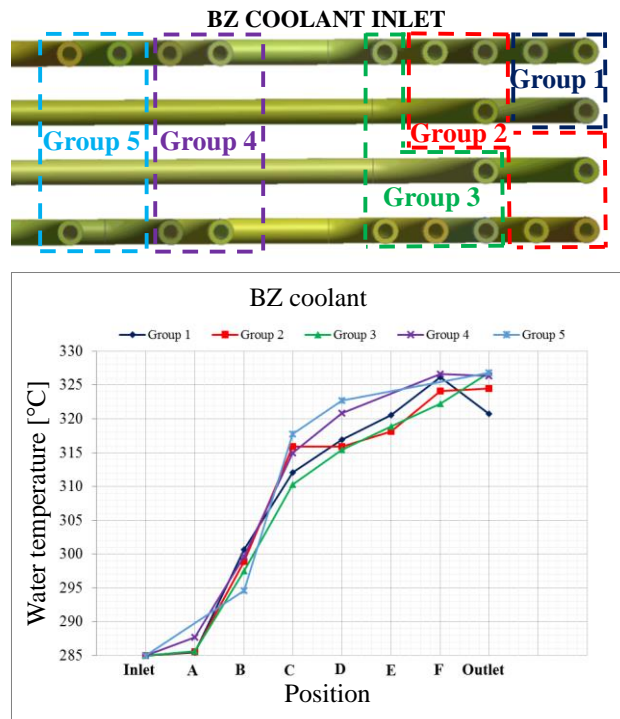 BZ COOLANT INLET
Group 1
Group 2
Group 5
Group 4
Group 3
BZ coolant
Group 1 Group 2 Group 3 Group 4 Group 5
330
325
320
315
310
305
300
295
290
285
Water temperature [°C]
Inlet A B C D E F Outlet
Position